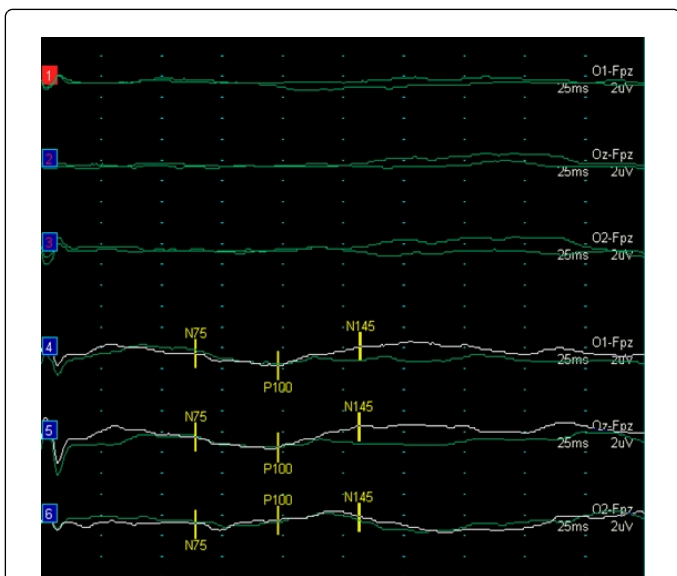 1
O1-Fpz
25ms 2uV
2
Oz-Fpz
25ms 2uV
3
O2-Fpz
25ms 2uV
N75
N145
4
O1-Fpz
25ms 2uV
P100
N75
N145
5
Oz-Fpz
25ms 2uV
P100
P100
N145
6
O2-Fpz
25ms 2uV
N75